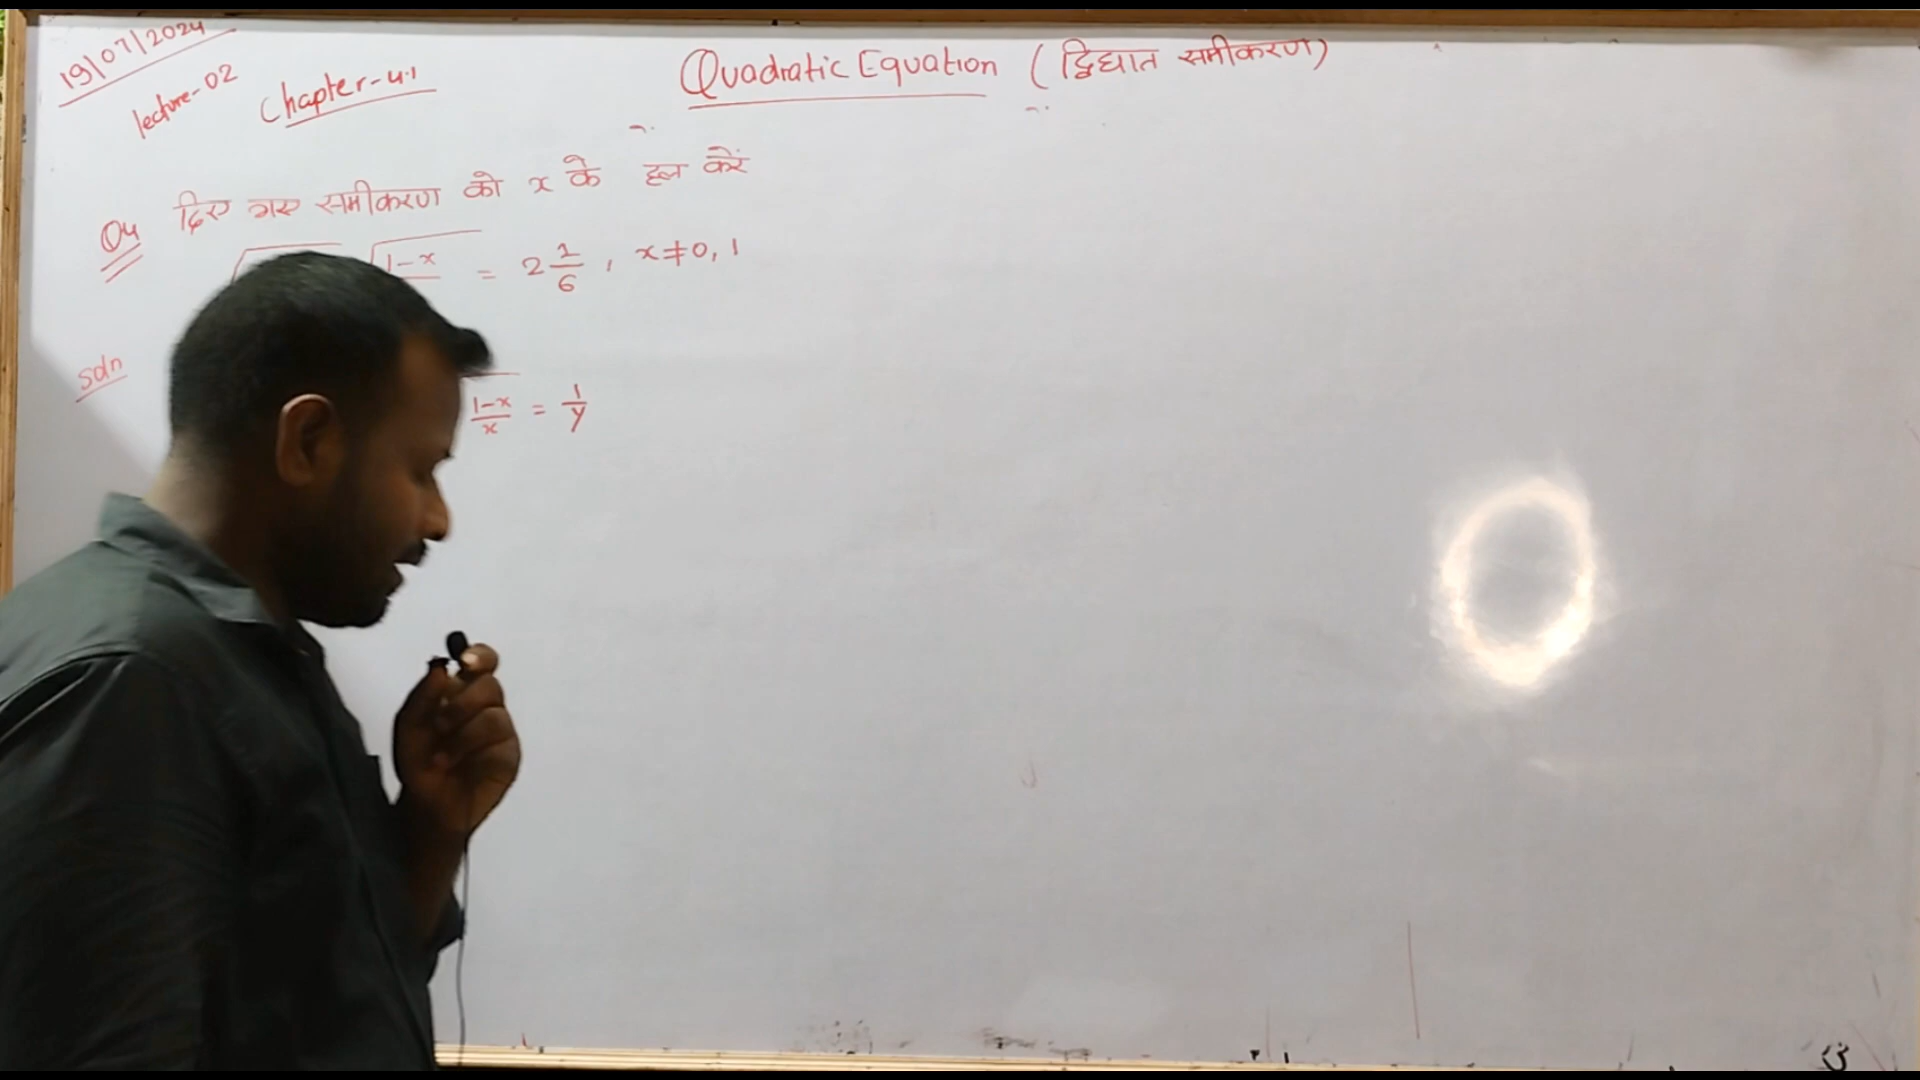 19/07/2024
lecture-02
Chapter-4.1
Quadratic Equation ( द्विघात समीकरण)
Q4 दिए गए समीकरण को x के हल करें
√1-x = 2 1/6 , x≠0, 1
Soln
1-x/x = 1/y